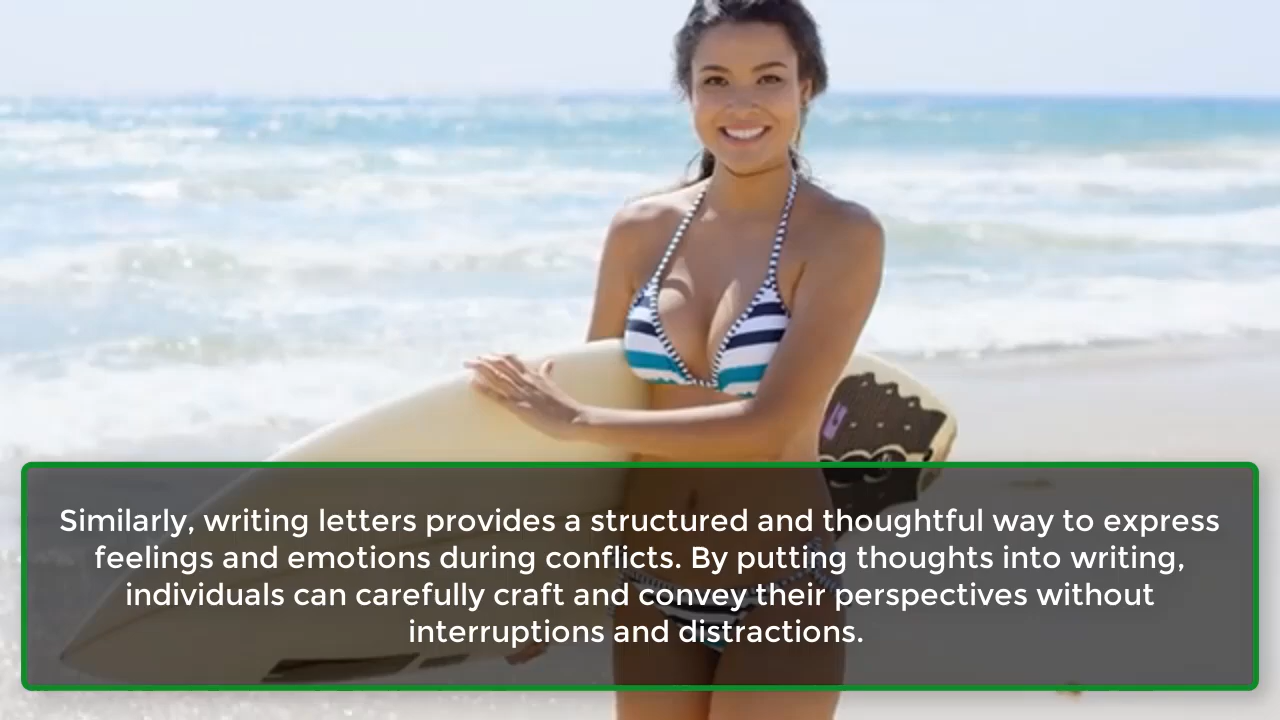 Similarly, writing letters provides a structured and thoughtful way to express
feelings and emotions during conflicts. By putting thoughts into writing,
individuals can carefully craft and convey their perspectives without
interruptions and distractions.